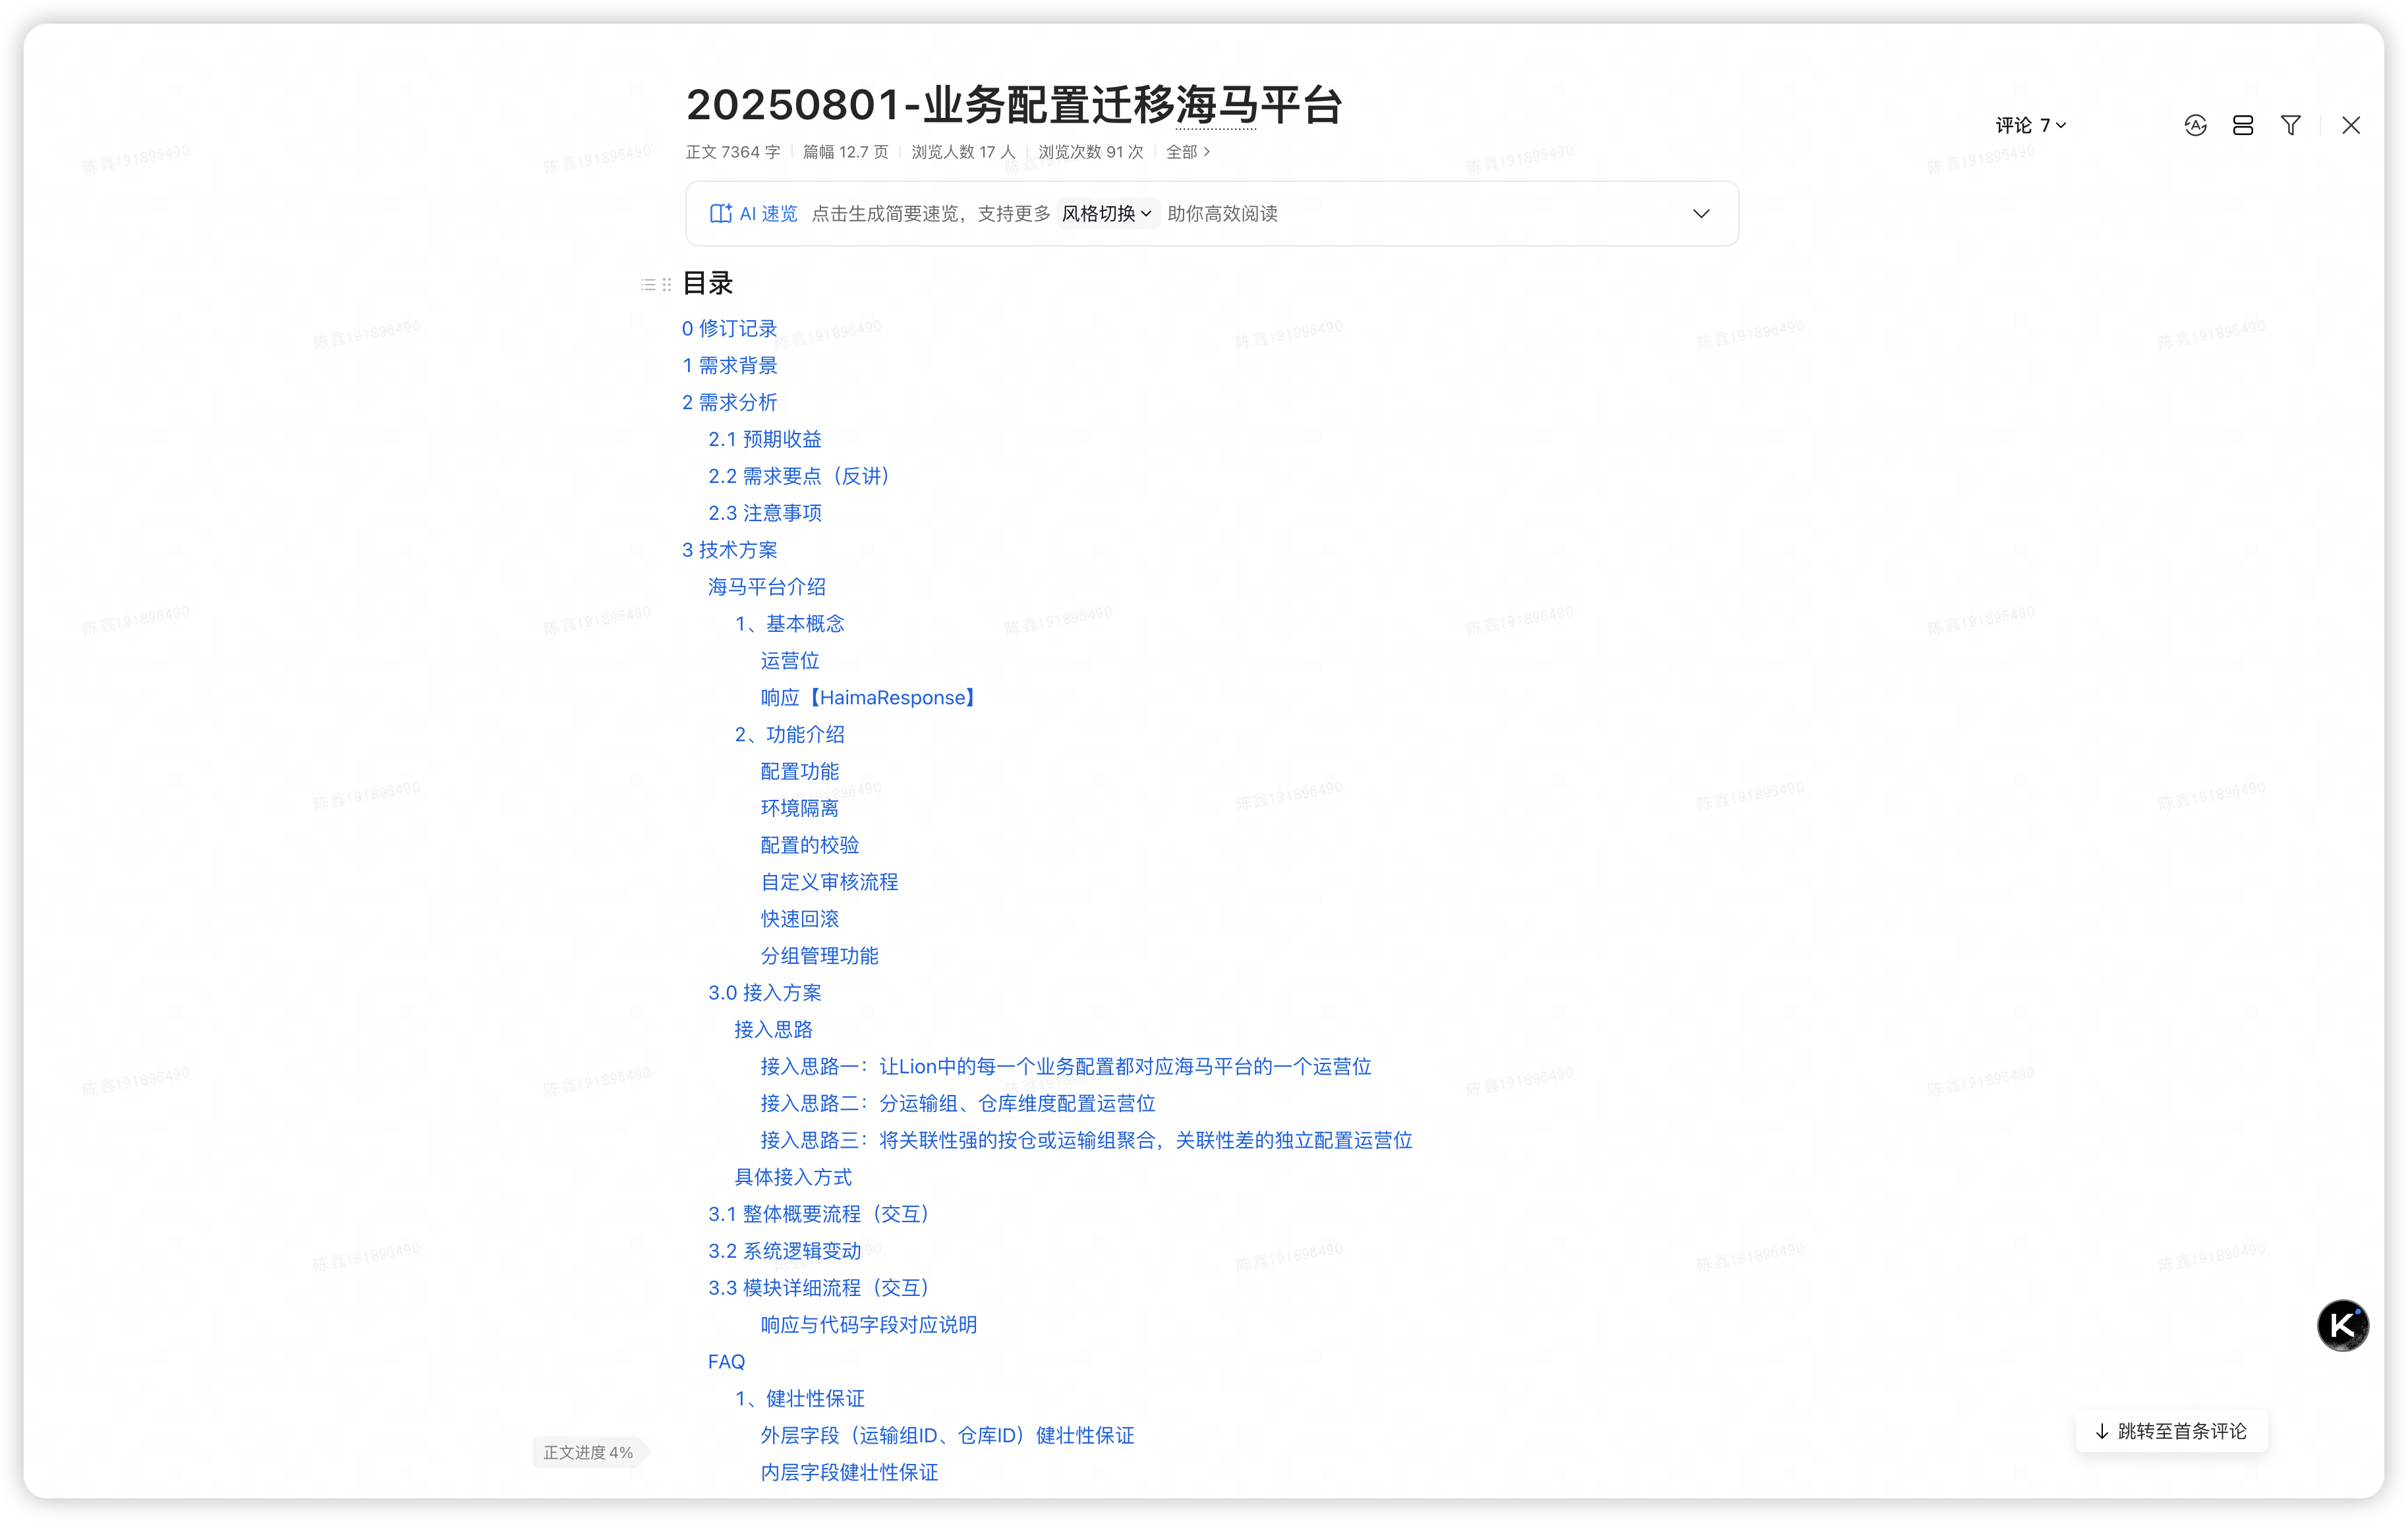 20250801-业务配置迁移海马平台
正文 7364 字 篇幅 12.7 页 浏览人数 17 人 浏览次数 91 次 全部
评论 7
AI 速览 点击生成简要速览，支持更多 风格切换 助你高效阅读
目录
0 修订记录
1 需求背景
2 需求分析
2.1 预期收益
2.2 需求要点（反讲）
2.3 注意事项
3 技术方案
海马平台介绍
1、基本概念
运营位
响应【HaimaResponse】
2、功能介绍
配置功能
环境隔离
配置的校验
自定义审核流程
快速回滚
分组管理功能
3.0 接入方案
接入思路
接入思路一：让Lion中的每一个业务配置都对应海马平台的一个运营位
接入思路二：分运输组、仓库维度配置运营位
接入思路三：将关联性强的按仓或运输组聚合，关联性差的独立配置运营位
具体接入方式
3.1 整体概要流程（交互）
3.2 系统逻辑变动
3.3 模块详细流程（交互）
响应与代码字段对应说明
FAQ
1、健壮性保证
外层字段（运输组ID、仓库ID）健壮性保证
内层字段健壮性保证
正文进度 4%
跳转至首条评论
K
陈鑫191896490